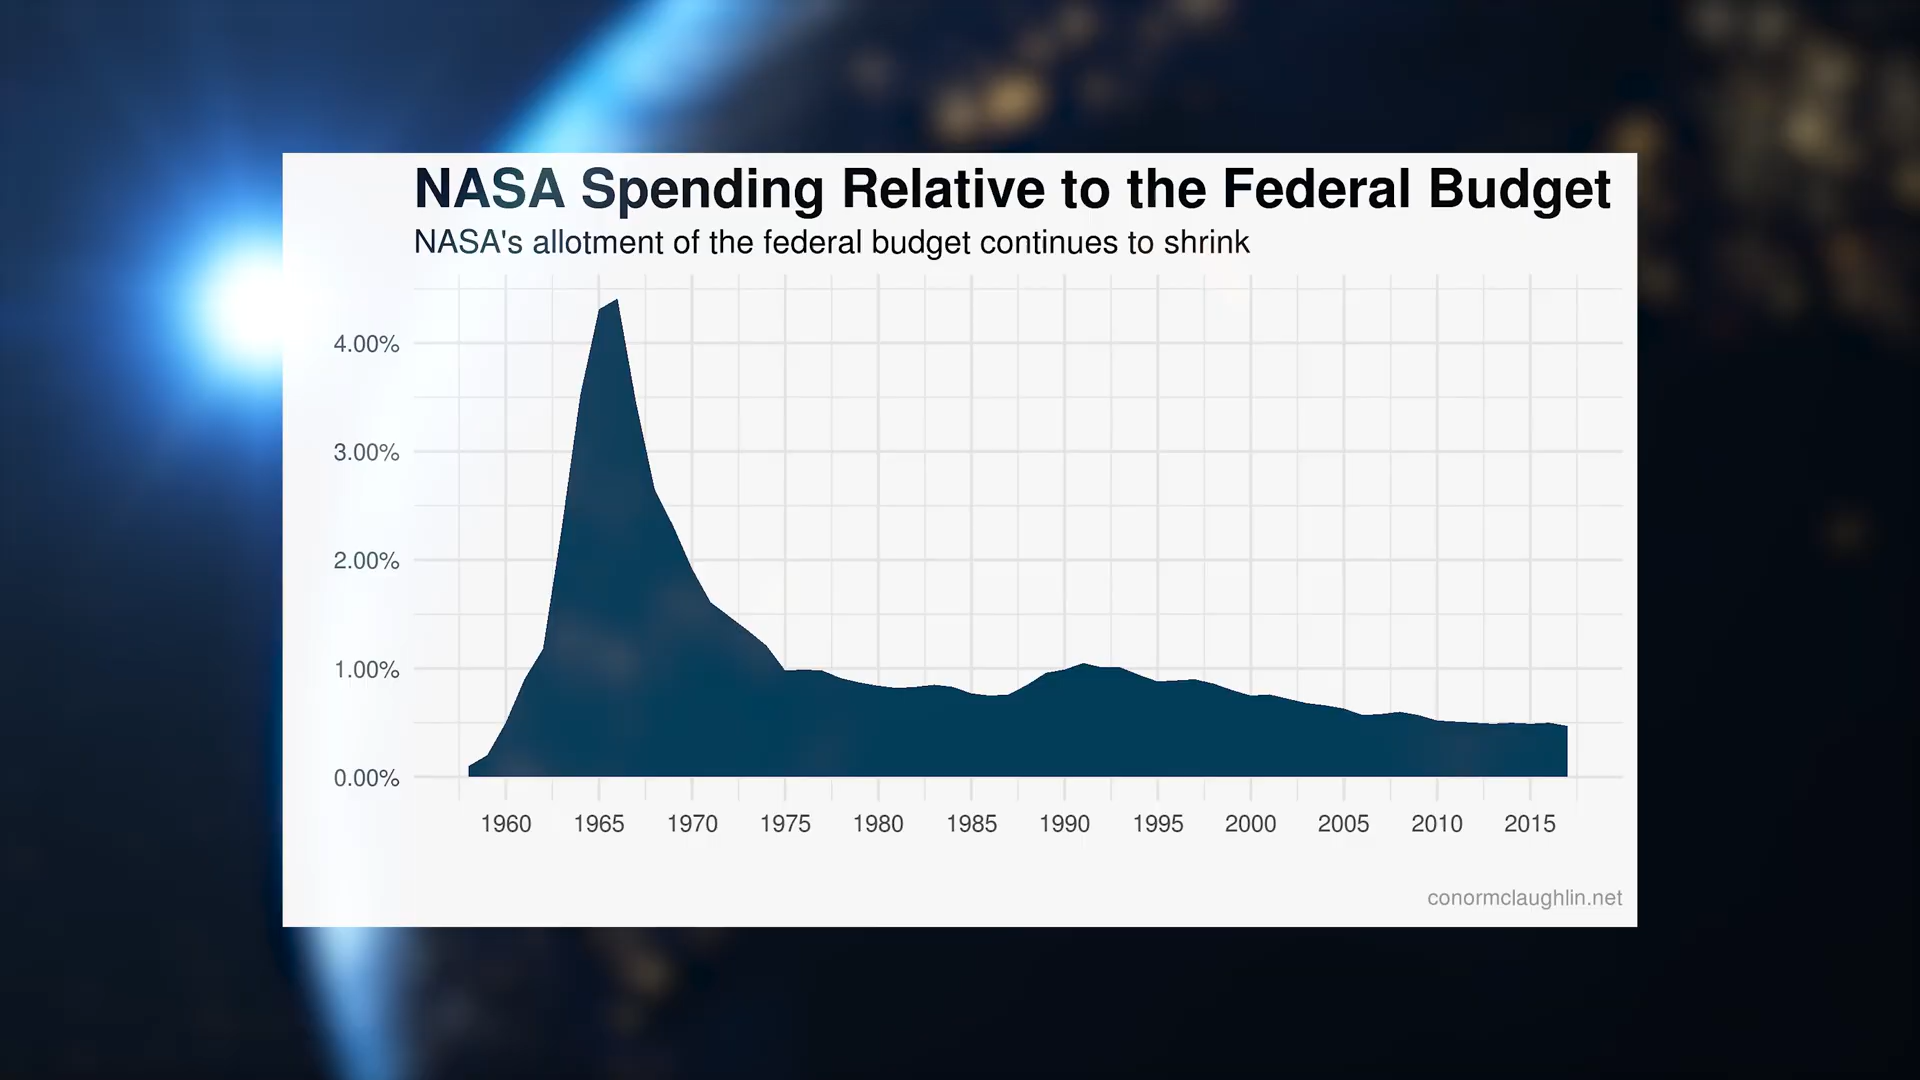 NASA Spending Relative to the Federal Budget
NASA's allotment of the federal budget continues to shrink
4.00%
3.00%
2.00%
1.00%
0.00%
1960 1965 1970 1975 1980 1985 1990 1995 2000 2005 2010 2015
conormclaughlin.net